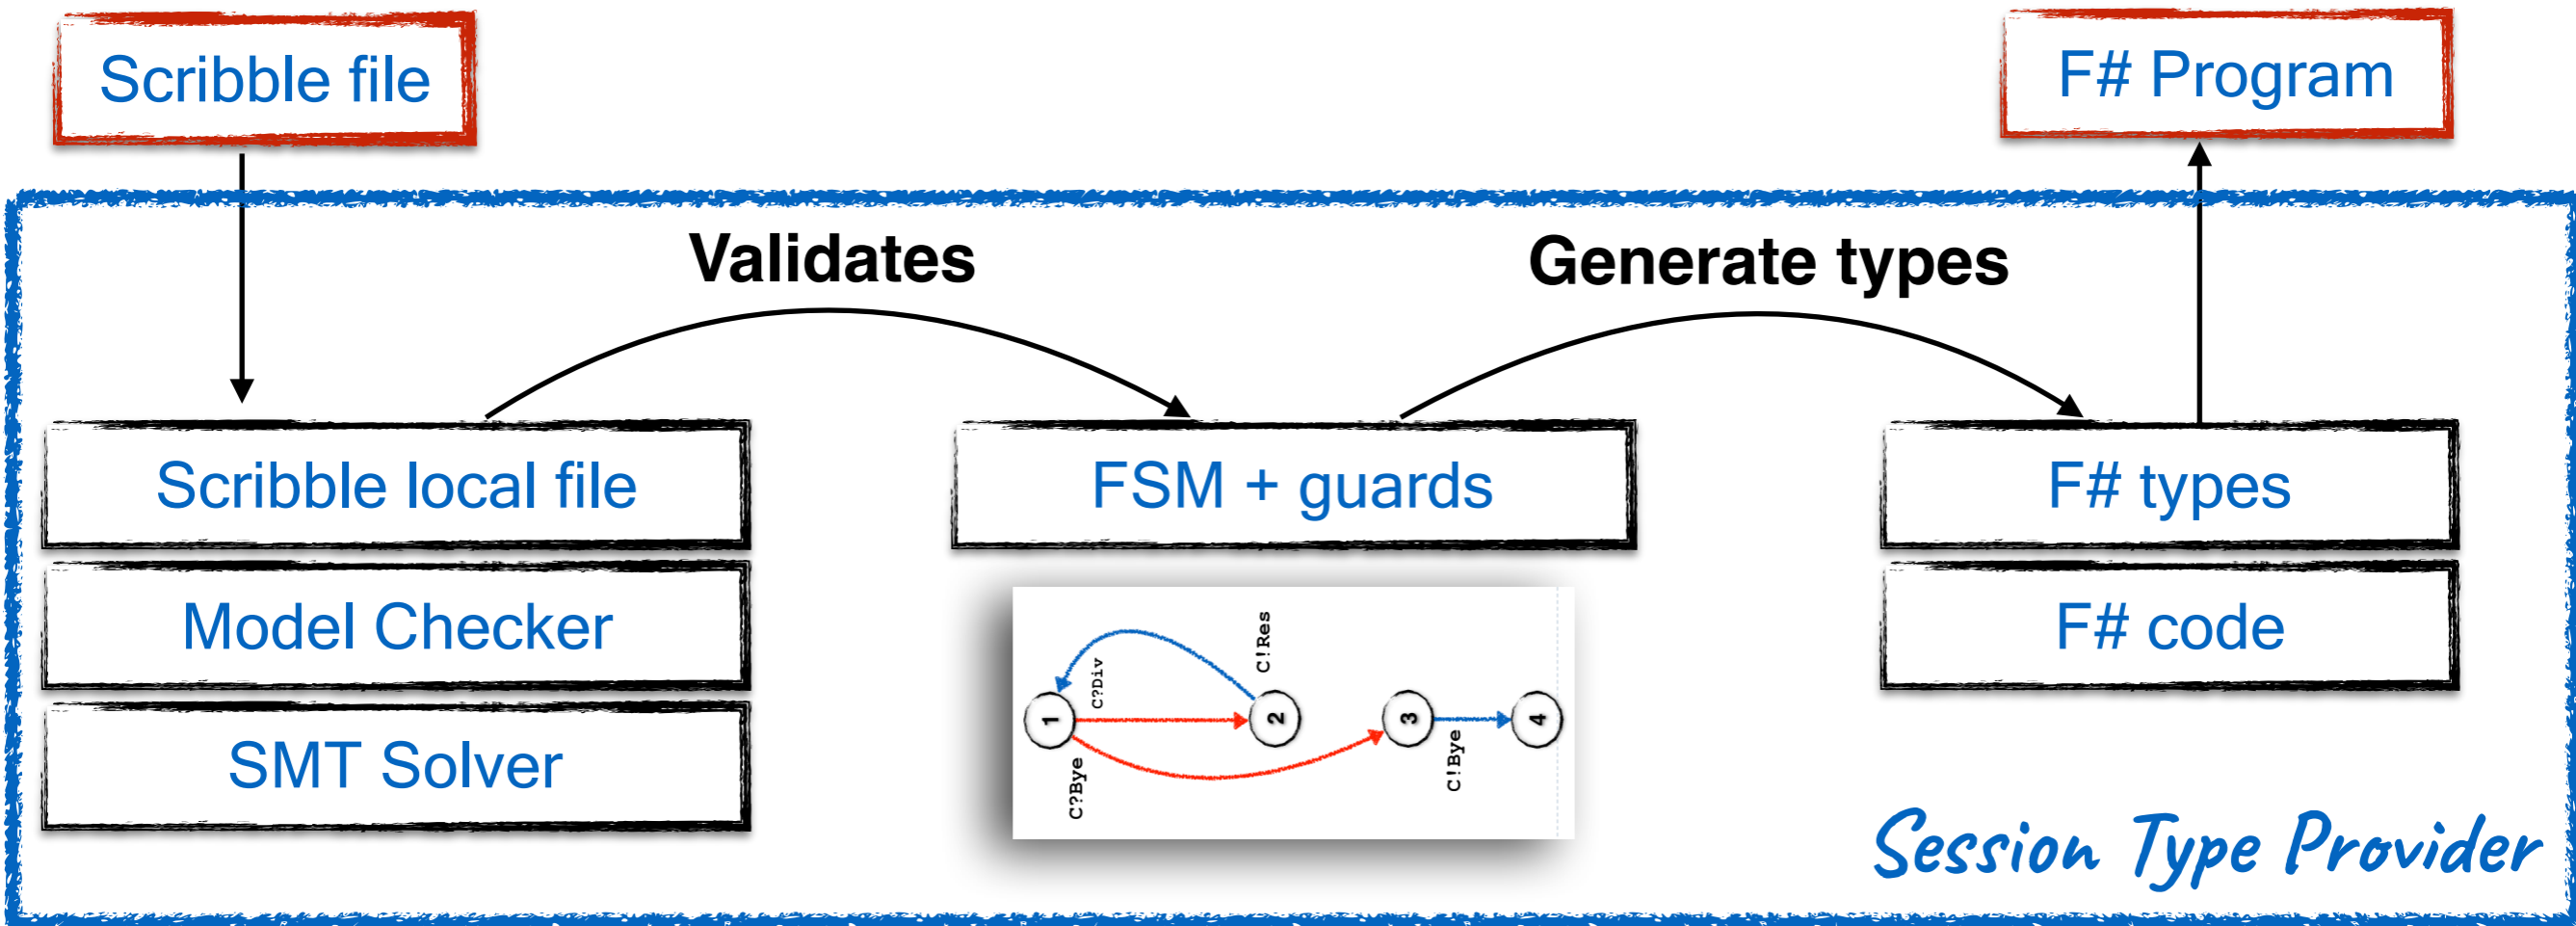 Scribble file
F# Program
Validates
Generate types
Scribble local file
FSM + guards
F# types
Model Checker
F# code
SMT Solver
C?Div
C!Res
1
2
3
4
C?Bye
C!Bye
Session Type Provider